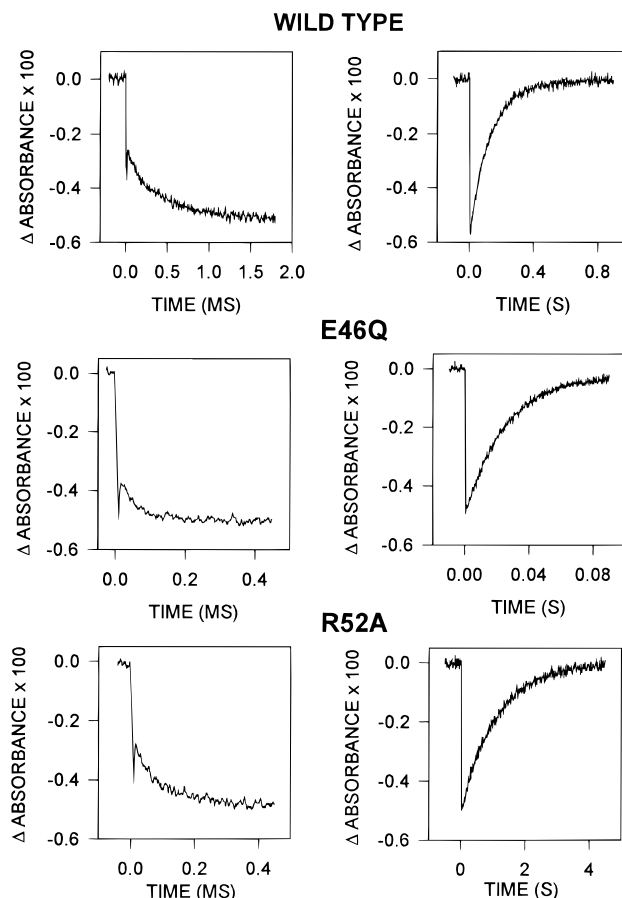 WILD TYPE
Δ ABSORBANCE x 100
0.0
-0.2
-0.4
-0.6
0.0 0.5 1.0 1.5 2.0
TIME (MS)
Δ ABSORBANCE x 100
0.0
-0.2
-0.4
-0.6
0.0 0.4 0.8
TIME (S)
E46Q
Δ ABSORBANCE x 100
0.0
-0.2
-0.4
-0.6
0.0 0.2 0.4
TIME (MS)
Δ ABSORBANCE x 100
0.0
-0.2
-0.4
-0.6
0.00 0.04 0.08
TIME (S)
R52A
Δ ABSORBANCE x 100
0.0
-0.2
-0.4
-0.6
0.0 0.2 0.4
TIME (MS)
Δ ABSORBANCE x 100
0.0
-0.2
-0.4
-0.6
0 2 4
TIME (S)